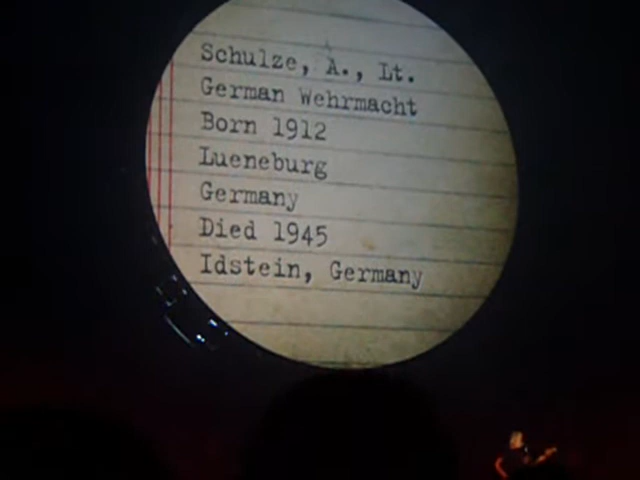 Schulze, A., Lt.
German Wehrmacht
Born 1912
Lueneburg
Germany
Died 1945
Idstein, Germany